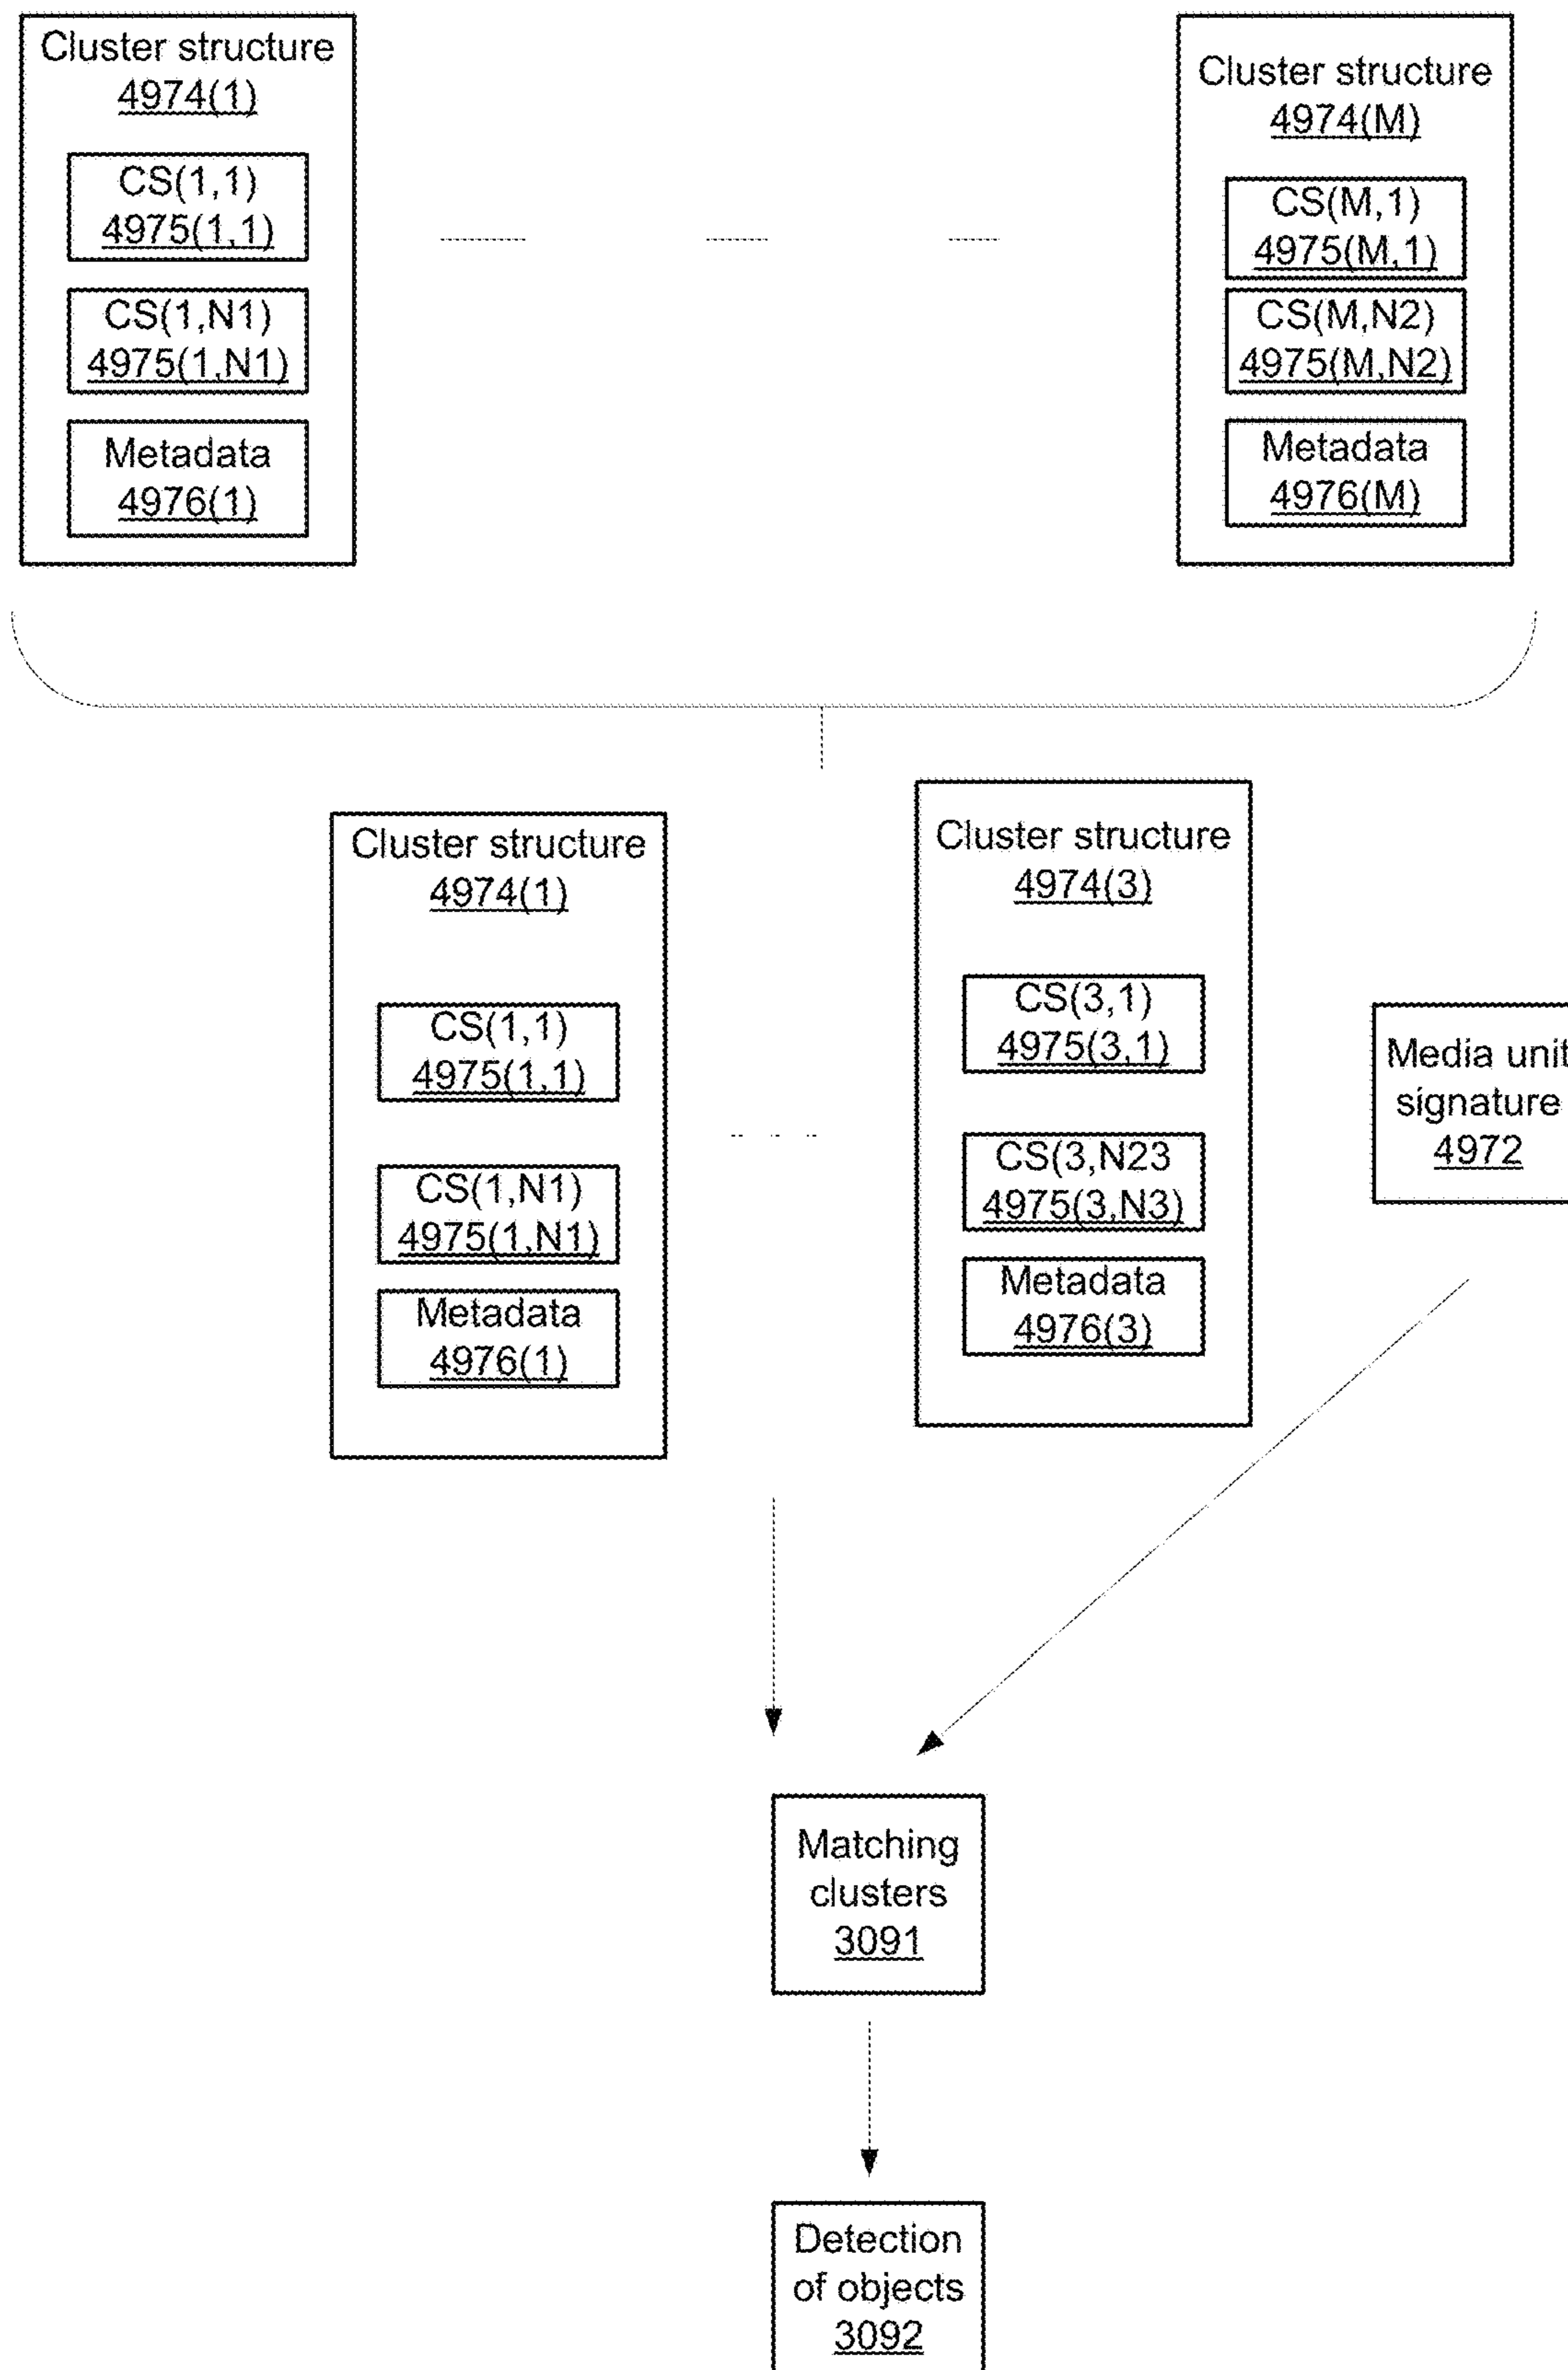 Cluster structure
4974(1)
CS(1,1)
4975(1,1)
CS(1,N1)
4975(1,N1)
Metadata
4976(1)
Cluster structure
4974(M)
CS(M,1)
4975(M,1)
CS(M,N2)
4975(M,N2)
Metadata
4976(M)
Cluster structure
4974(1)
CS(1,1)
4975(1,1)
CS(1,N1)
4975(1,N1)
Metadata
4976(1)
Cluster structure
4974(3)
CS(3,1)
4975(3,1)
CS(3,N23
4975(3,N3)
Metadata
4976(3)
Media unit
signature
4972
Matching
clusters
3091
Detection
of objects
3092